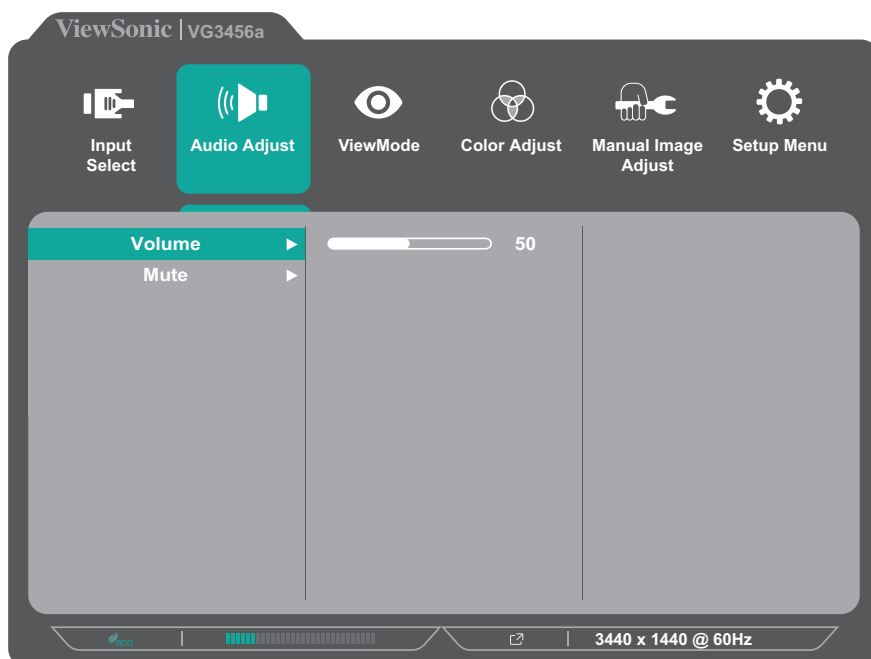 ViewSonic | VG3456a
Input Select
Audio Adjust
ViewMode
Color Adjust
Manual Image Adjust
Setup Menu
Volume 50
Mute
eco
3440 x 1440 @ 60Hz